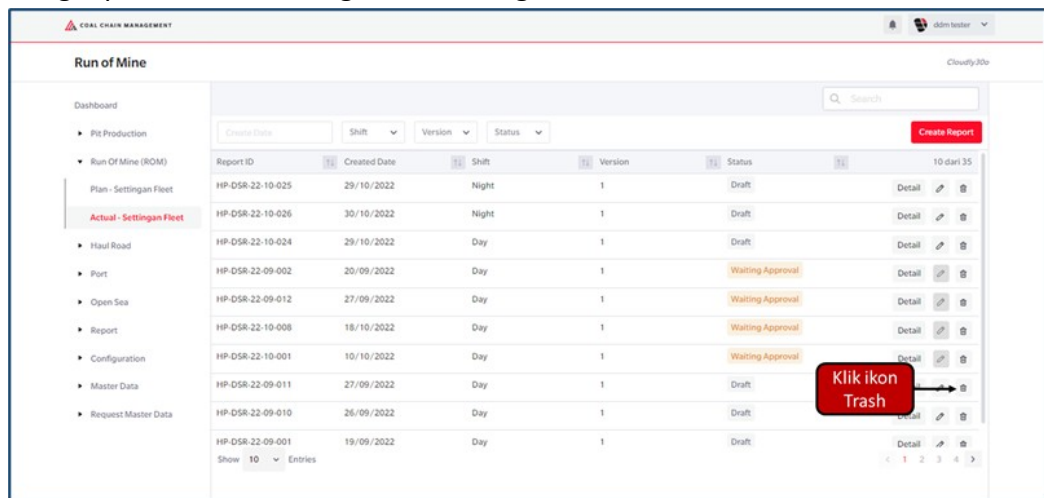 COAL CHAIN MANAGEMENT
ddm tester
Run of Mine
Cloudly30o
Dashboard
Search
Pit Production
Create Date
Shift
Version
Status
Create Report
Run Of Mine (ROM)
Report ID
Created Date
Shift
Version
Status
10 dari 35
Plan - Settingan Fleet
HP-DSR-22-10-025 29/10/2022 Night 1 Draft Detail
Actual - Settingan Fleet
HP-DSR-22-10-026 30/10/2022 Night 1 Draft Detail
Haul Road
HP-DSR-22-10-024 29/10/2022 Day 1 Draft Detail
Port
HP-DSR-22-09-002 20/09/2022 Day 1 Waiting Approval Detail
Open Sea
HP-DSR-22-09-012 27/09/2022 Day 1 Waiting Approval Detail
Report
HP-DSR-22-10-008 18/10/2022 Day 1 Waiting Approval Detail
Configuration
HP-DSR-22-10-001 10/10/2022 Day 1 Waiting Approval Detail
Master Data
HP-DSR-22-09-011 27/09/2022 Day 1 Draft
Klik ikon
Trash
Request Master Data
HP-DSR-22-09-010 26/09/2022 Day 1 Draft Detail
HP-DSR-22-09-001 19/09/2022 Day 1 Draft Detail
Show 10 Entries
< 1 2 3 4 >